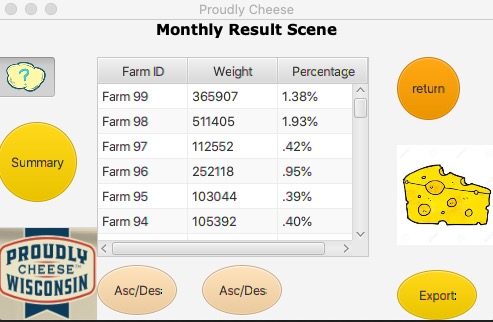 Proudly Cheese
Monthly Result Scene
?
Farm ID Weight Percentage
Farm 99 365907 1.38%
Farm 98 511405 1.93%
Farm 97 112552 .42%
Farm 96 252118 .95%
Farm 95 103044 .39%
Farm 94 105392 .40%
return
Summary
PROUDLY
CHEESE™
WISCONSIN
Asc/Des:
Asc/Des:
Export: